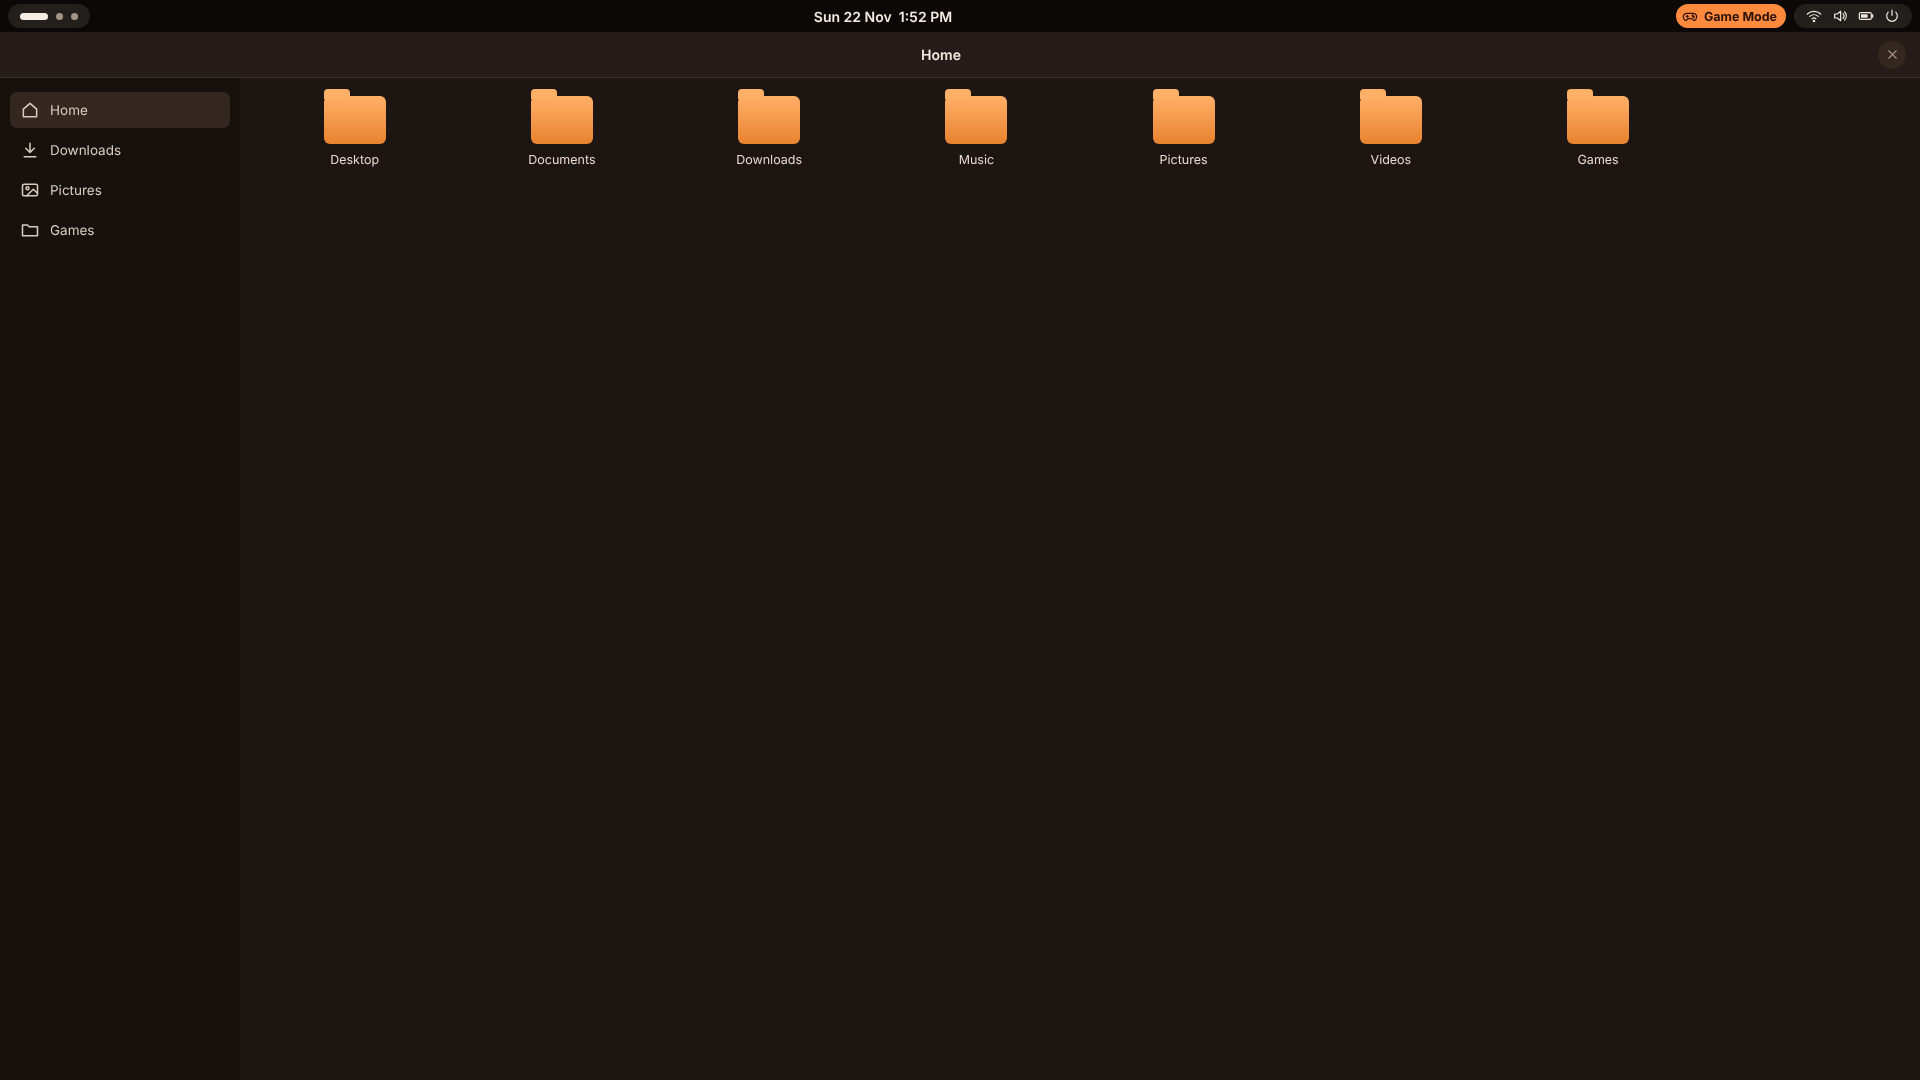 Sun 22 Nov 1:52 PM
Game Mode
Home
Home
Downloads
Pictures
Games
Desktop
Documents
Downloads
Music
Pictures
Videos
Games